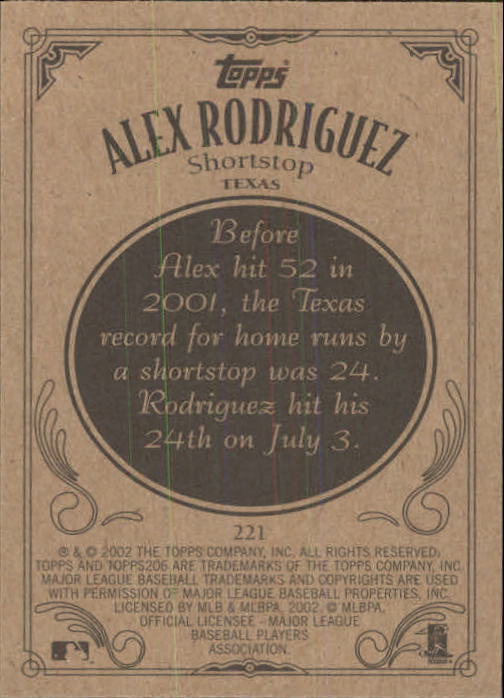 Topps
ALEX RODRIGUEZ
Shortstop
TEXAS
Before
Alex hit 52 in
2001, the Texas
record for home runs by
a shortstop was 24.
Rodriguez hit his
24th on July 3.
221
® & © 2002 THE TOPPS COMPANY, INC. ALL RIGHTS RESERVED.
TOPPS AND TOPPS206 ARE TRADEMARKS OF THE TOPPS COMPANY, INC.
MAJOR LEAGUE BASEBALL TRADEMARKS AND COPYRIGHTS ARE USED
WITH PERMISSION OF MAJOR LEAGUE BASEBALL PROPERTIES, INC.
LICENSED BY MLB & MLBPA, 2002. © MLBPA.
OFFICIAL LICENSEE - MAJOR LEAGUE
BASEBALL PLAYERS
ASSOCIATION.